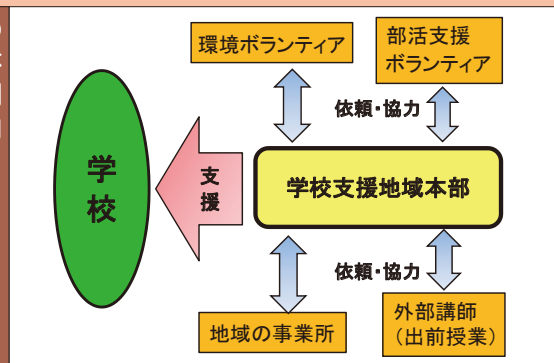 環境ボランティア
部活支援
ボランティア
依頼・協力
学校
支援
学校支援地域本部
依頼・協力
地域の事業所
外部講師
（出前授業）